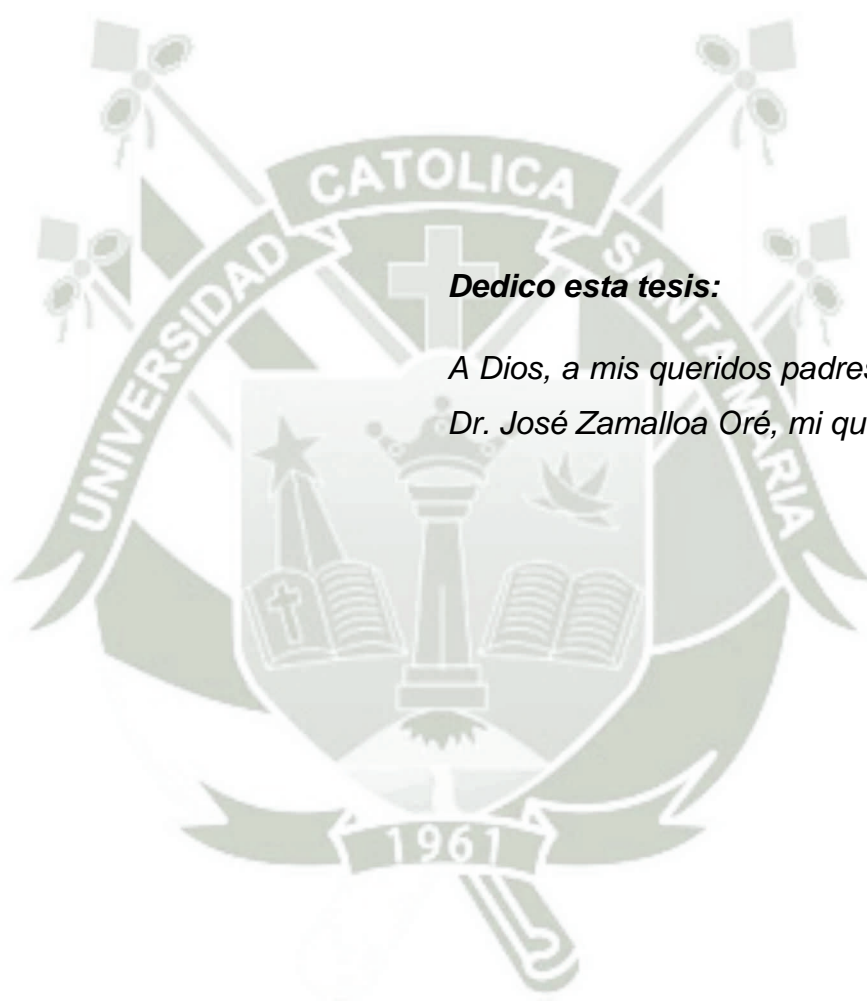 UNIVERSIDAD CATOLICA SANTA MARIA
Dedico esta tesis:
A Dios, a mis queridos padres
Dr. José Zamalloa Oré, mi qu
1961